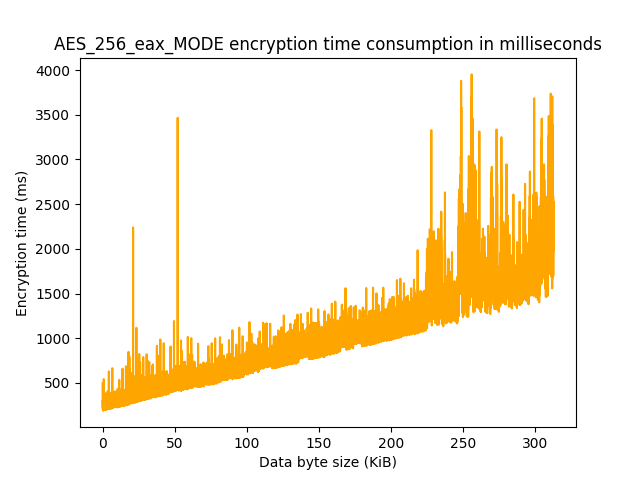 AES_256_eax_MODE encryption time consumption in milliseconds
4000
3500
3000
2500
2000
1500
1000
500
Encryption time (ms)
0 50 100 150 200 250 300
Data byte size (KiB)